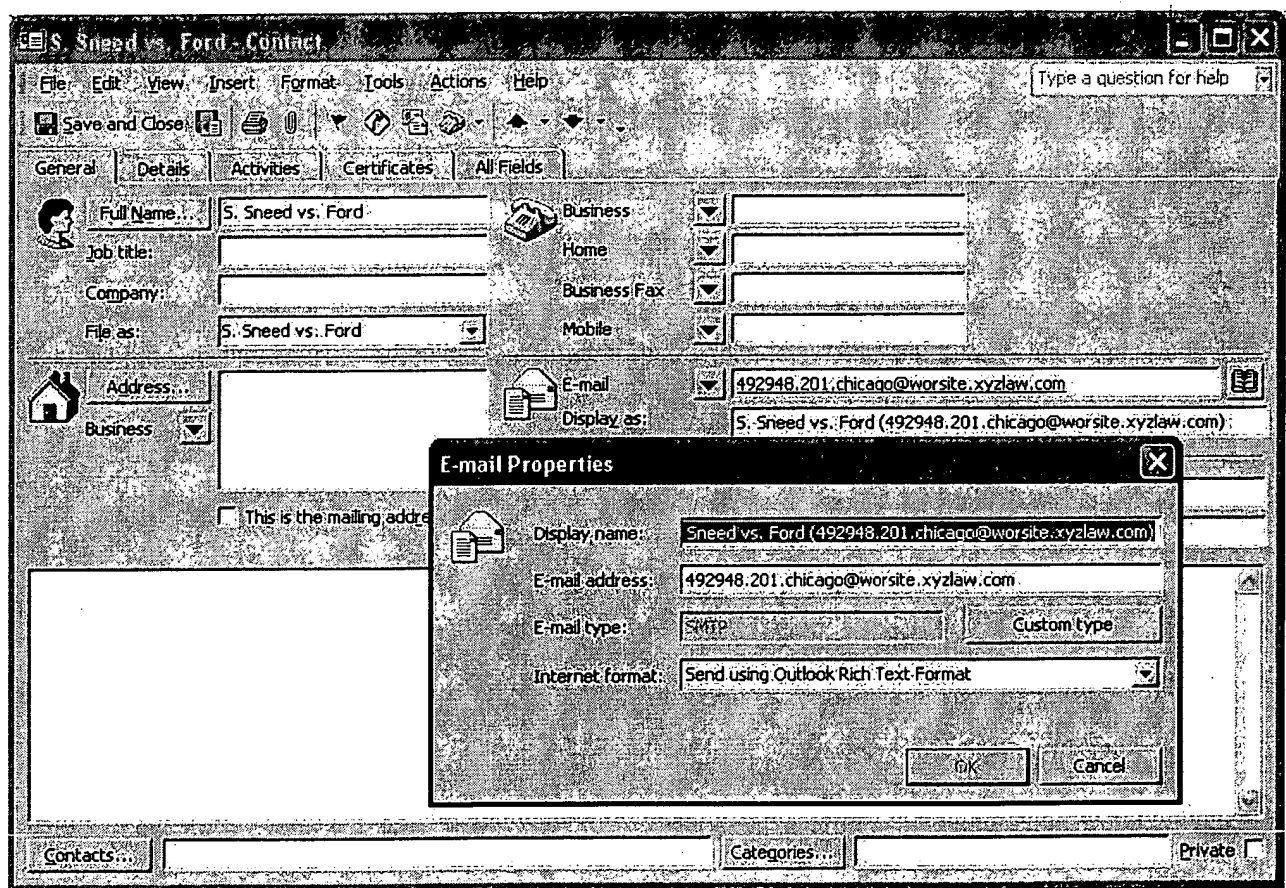 S. Sneed vs. Ford - Contact
File Edit View Insert Format Tools Actions Help
Type a question for help
Save and Close
General Details Activities Certificates All Fields
Full Name... S. Sneed vs. Ford
Business
Job title:
Home
Company:
Business Fax
File as: S. Sneed vs. Ford
Mobile
Address...
E-mail 492948.201.chicago@worsite.xyzlaw.com
Business
Display as: S. Sneed vs. Ford (492948.201.chicago@worsite.xyzlaw.com)
E-mail Properties
This is the mailing addre
Display name: Sneed vs. Ford (492948.201.chicago@worsite.xyzlaw.com)
E-mail address: 492948.201.chicago@worsite.xyzlaw.com
E-mail type: SMTP Custom type
Internet format: Send using Outlook Rich Text Format
OK Cancel
Contacts... Categories... Private